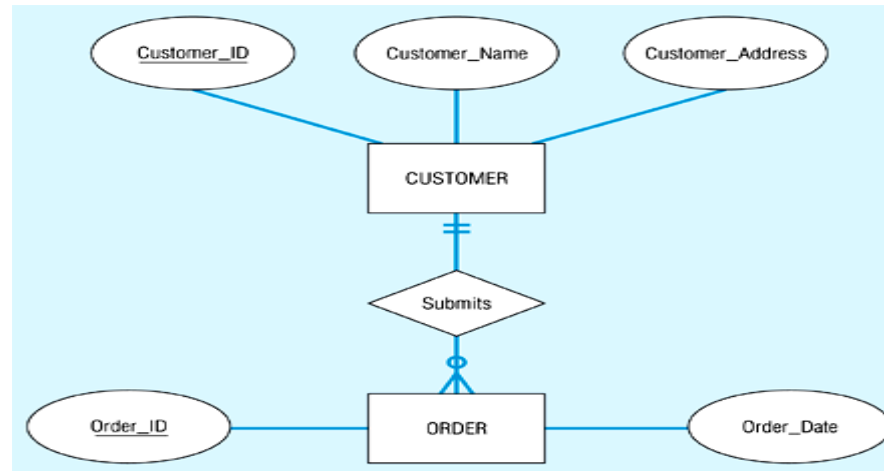 Customer_ID
Customer_Name
Customer_Address
CUSTOMER
Submits
Order_ID
ORDER
Order_Date